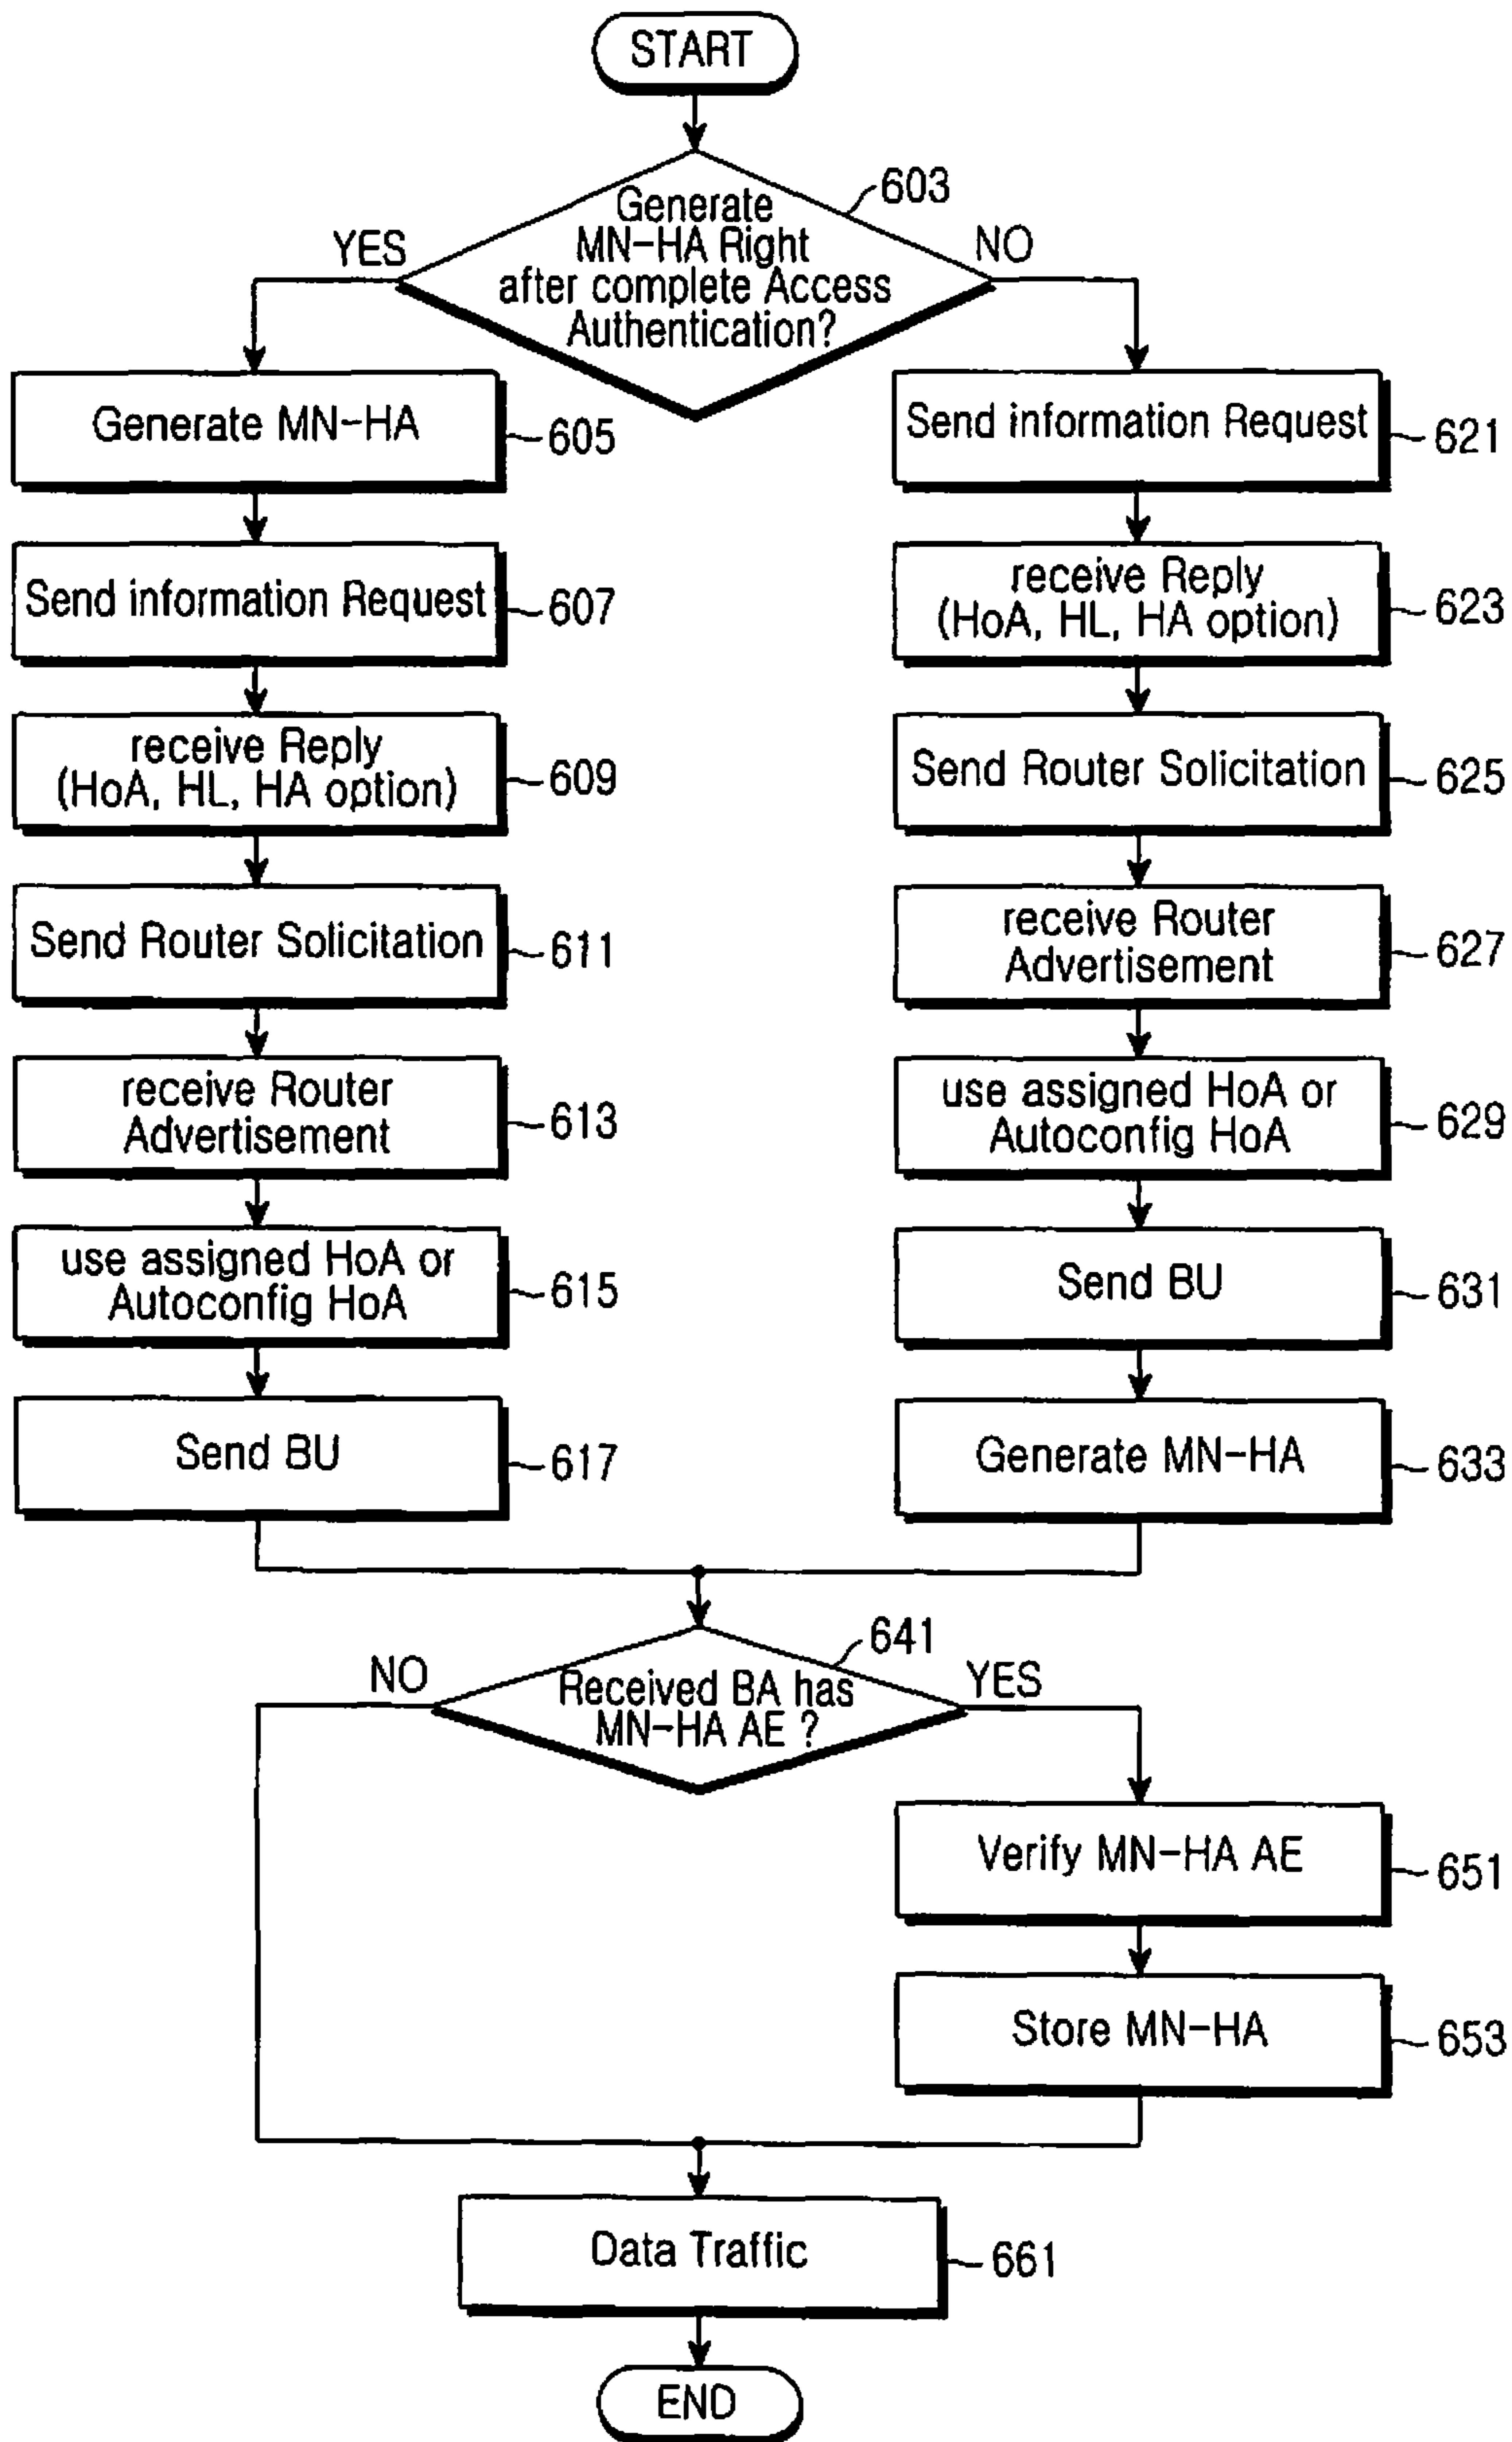 START
Generate
MN-HA Right
after complete Access
Authentication?
603
YES
NO
Generate MN-HA
605
Send information Request
607
receive Reply
(HoA, HL, HA option)
609
Send Router Solicitation
611
receive Router
Advertisement
613
use assigned HoA or
Autoconfig HoA
615
Send BU
617
Send information Request
621
receive Reply
(HoA, HL, HA option)
623
Send Router Solicitation
625
receive Router
Advertisement
627
use assigned HoA or
Autoconfig HoA
629
Send BU
631
Generate MN-HA
633
Received BA has
MN-HA AE ?
641
NO
YES
Verify MN-HA AE
651
Store MN-HA
653
Data Traffic
661
END